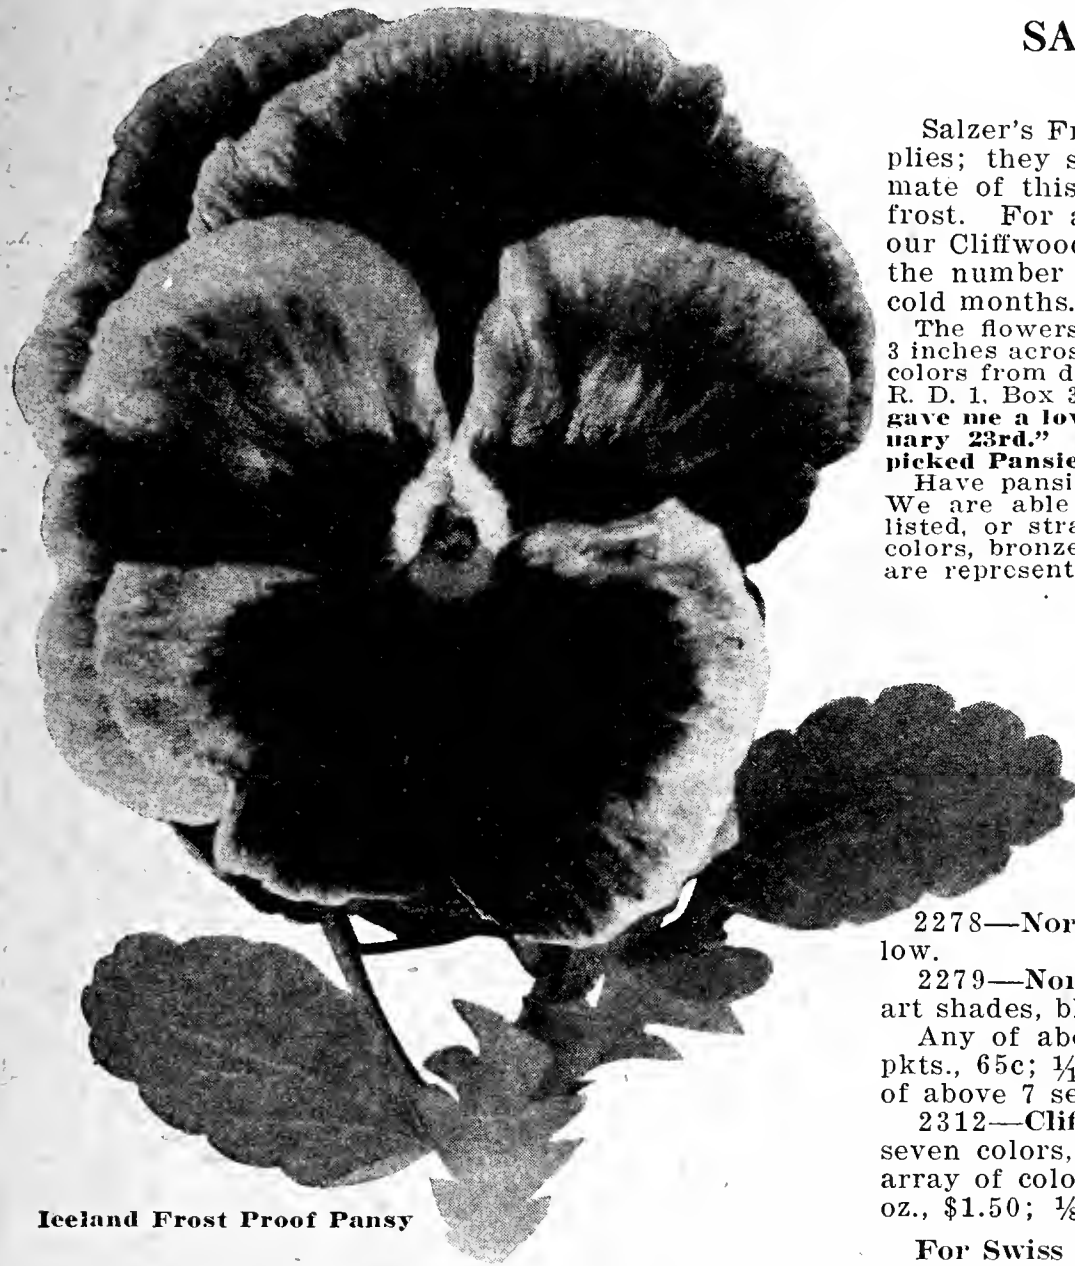 SA
Salzer's Fr
plies; they s
mate of this
frost. For a
our Cliffwood
the number
cold months.
The flowers
3 inches acros
colors from d
R. D. 1, Box 3
gave me a lov
uary 23rd."
picked Pansie
Have pansi
We are able
listed, or stra
colors, bronze
are represent
2278—Nor
low.
2279—Nor
art shades, bl
Any of abo
pkts., 65c;
of above 7 se
2312—Clif
seven colors,
array of colo
oz., $1.50; ⅛
For Swiss
Iceland Frost Proof Pansy